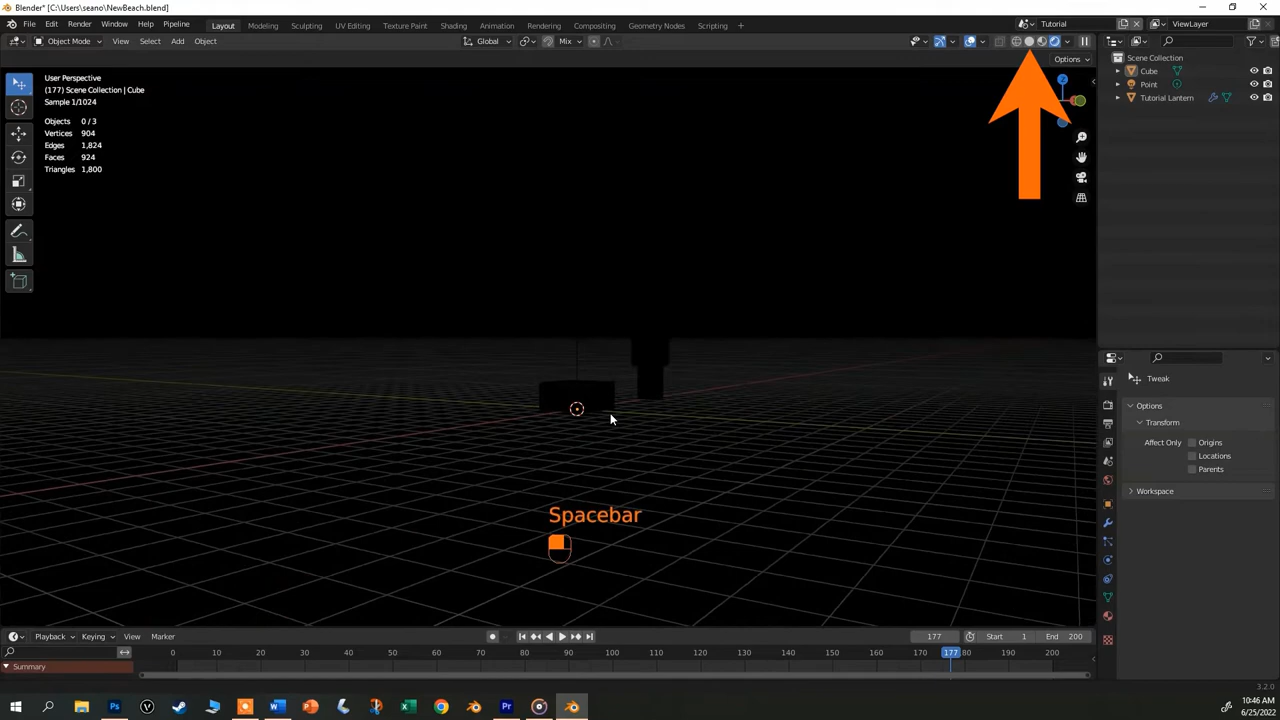 Blender* [C:\Users\seano\NewBeach.blend]
File Edit Render Window Help Pipeline Layout Modeling Sculpting UV Editing Texture Paint Shading Animation Rendering Compositing Geometry Nodes Scripting Tutorial ViewLayer
Object Mode View Select Add Object Global Mix
Options
User Perspective
(177) Scene Collection | Cube
Sample 1/1024
Objects 0 / 3
Vertices 904
Edges 1,824
Faces 924
Triangles 1,800
Scene Collection
Cube
Point
Tutorial Lantern
Tweak
Options
Transform
Affect Only Origins
Locations
Parents
Workspace
Spacebar
Playback Keying View Marker 177 Start 1 End 200
0 10 20 30 40 50 60 70 80 90 100 110 120 130 140 150 160 177 80 190 200
Summary
3.2.0
10:46 AM
6/25/2022